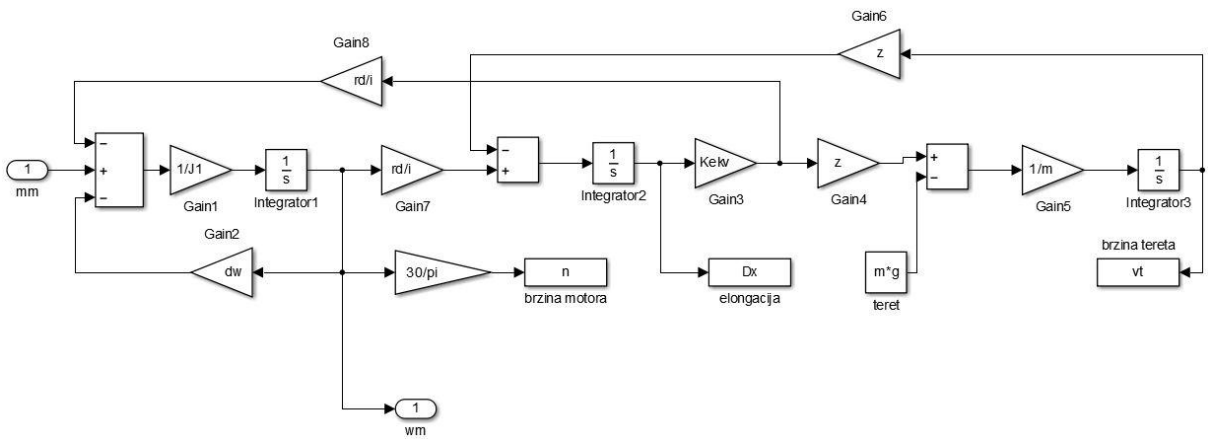 Gain6
z
Gain8
rd/i
−
+
−
1
mm
1/J1
Gain1
1
s
Integrator1
rd/i
Gain7
−
+
1
s
Integrator2
Kekv
Gain3
z
Gain4
+
−
1/m
Gain5
1
s
Integrator3
Gain2
dw
30/pi
n
brzina motora
Dx
elongacija
m*g
teret
brzina tereta
vt
1
wm